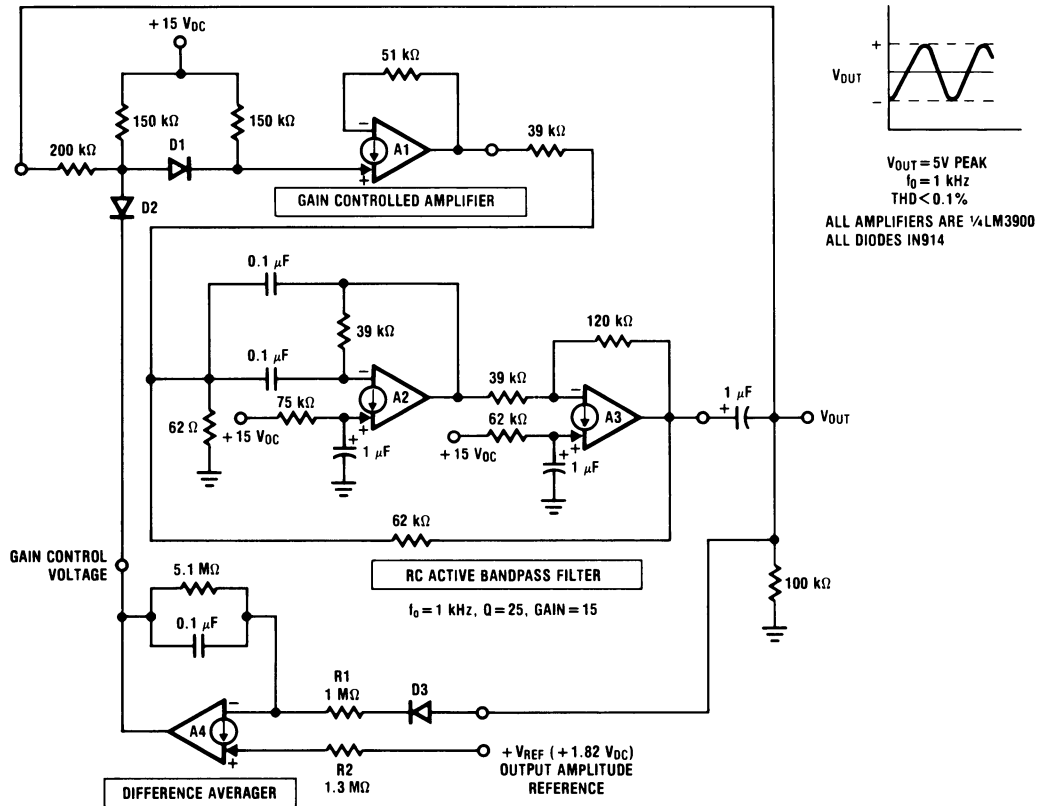 +15 VDC
51 kΩ
150 kΩ
150 kΩ
D1
200 kΩ
D2
−
A1
+
39 kΩ
GAIN CONTROLLED AMPLIFIER
+
VOUT
−
VOUT = 5V PEAK
f0 = 1 kHz
THD < 0.1%
ALL AMPLIFIERS ARE ¼ LM3900
ALL DIODES IN914
0.1 μF
39 kΩ
0.1 μF
−
A2
+
75 kΩ
62 Ω
+15 VDC
+
1 μF
120 kΩ
39 kΩ
−
A3
+
62 kΩ
+15 VDC
+
1 μF
1 μF
+
VOUT
62 kΩ
RC ACTIVE BANDPASS FILTER
f0 = 1 kHz, Q = 25, GAIN = 15
100 kΩ
GAIN CONTROL
VOLTAGE
5.1 MΩ
0.1 μF
R1
1 MΩ
D3
−
A4
+
R2
1.3 MΩ
+VREF (+1.82 VDC)
OUTPUT AMPLITUDE
REFERENCE
DIFFERENCE AVERAGER